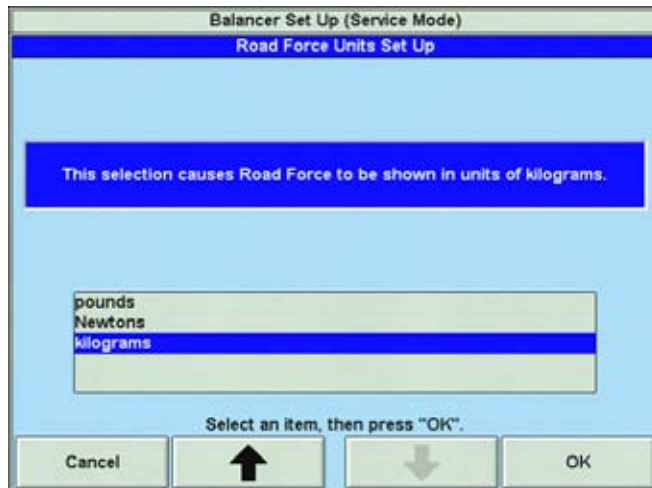 Balancer Set Up (Service Mode)
Road Force Units Set Up
This selection causes Road Force to be shown in units of kilograms.
pounds
Newtons
kilograms
Select an item, then press "OK".
Cancel
OK